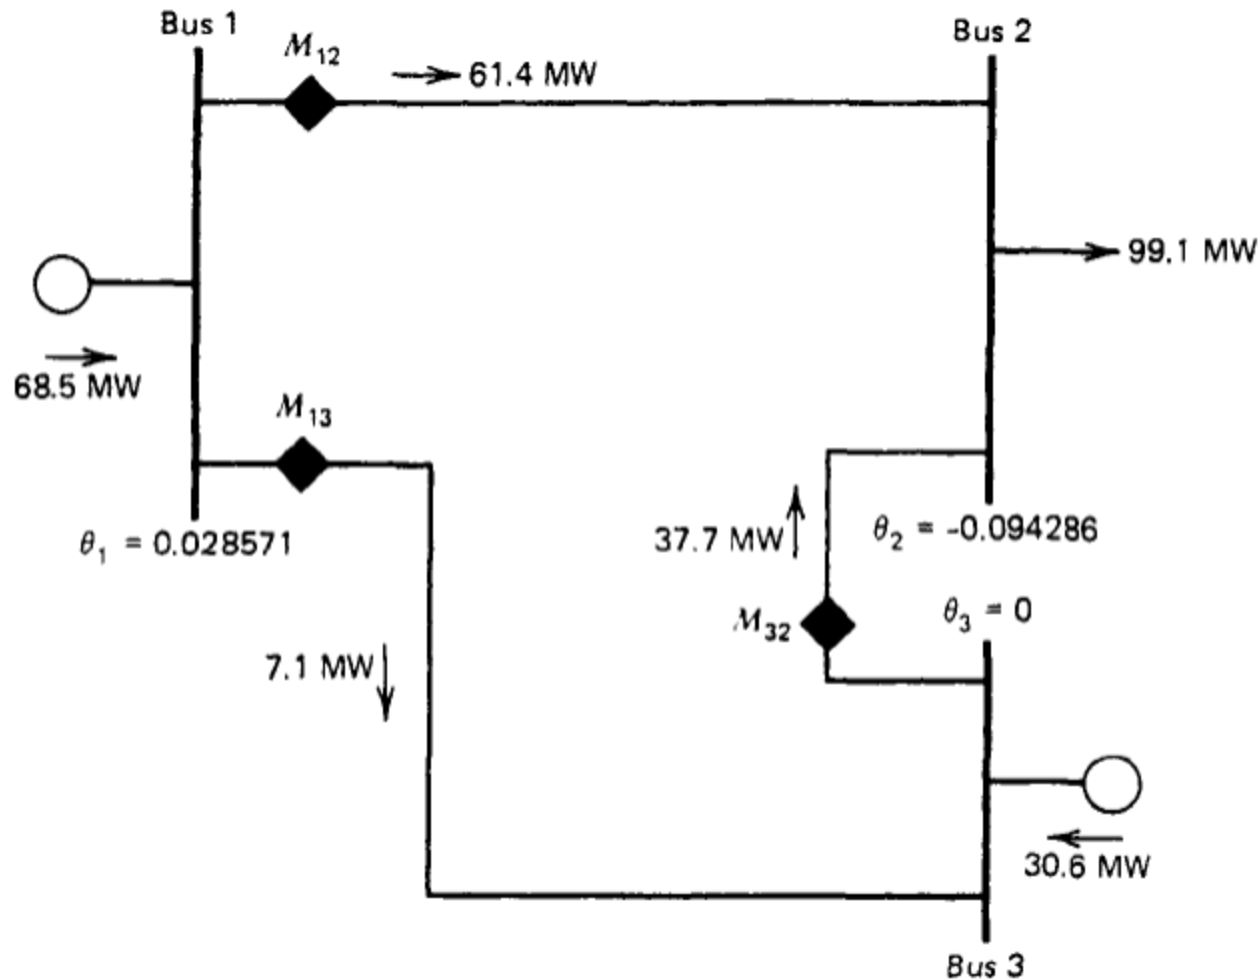 Bus 1
M12
61.4 MW
Bus 2
99.1 MW
68.5 MW
M13
θ1 = 0.028571
37.7 MW
θ2 = -0.094286
θ3 = 0
M32
7.1 MW
30.6 MW
Bus 3